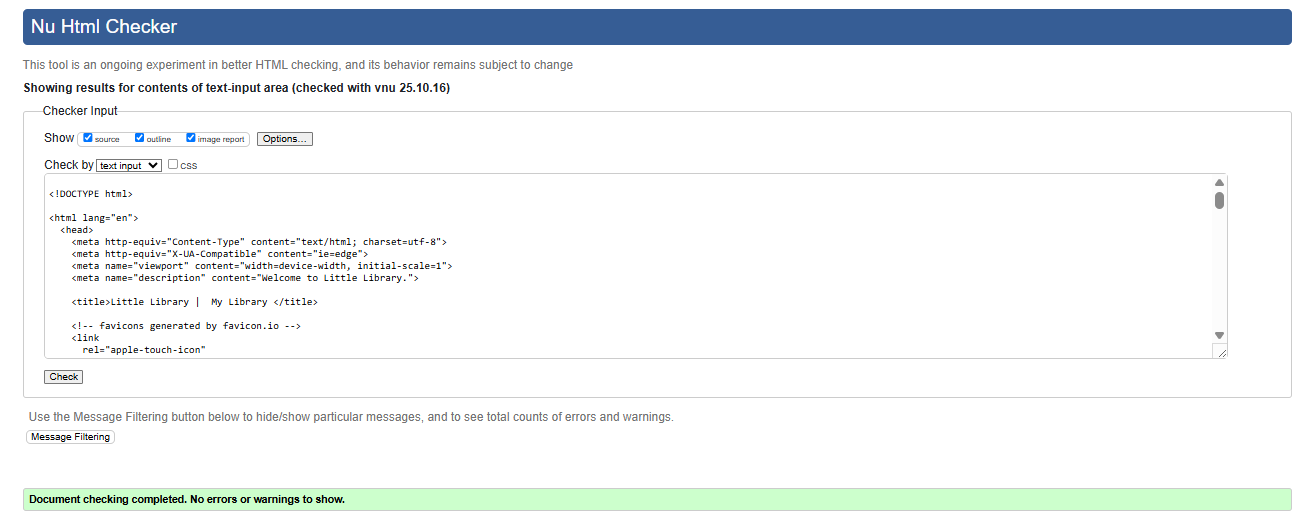 Nu Html Checker
This tool is an ongoing experiment in better HTML checking, and its behavior remains subject to change
Showing results for contents of text-input area (checked with vnu 25.10.16)
Checker Input
Show source outline image report Options...
Check by text input css
<!DOCTYPE html>
<html lang="en">
<head>
<meta http-equiv="Content-Type" content="text/html; charset=utf-8">
<meta http-equiv="X-UA-Compatible" content="ie=edge">
<meta name="viewport" content="width=device-width, initial-scale=1">
<meta name="description" content="Welcome to Little Library.">
<title>Little Library |  My Library </title>
<!-- favicons generated by favicon.io -->
<link
rel="apple-touch-icon"
Check
Use the Message Filtering button below to hide/show particular messages, and to see total counts of errors and warnings.
Message Filtering
Document checking completed. No errors or warnings to show.